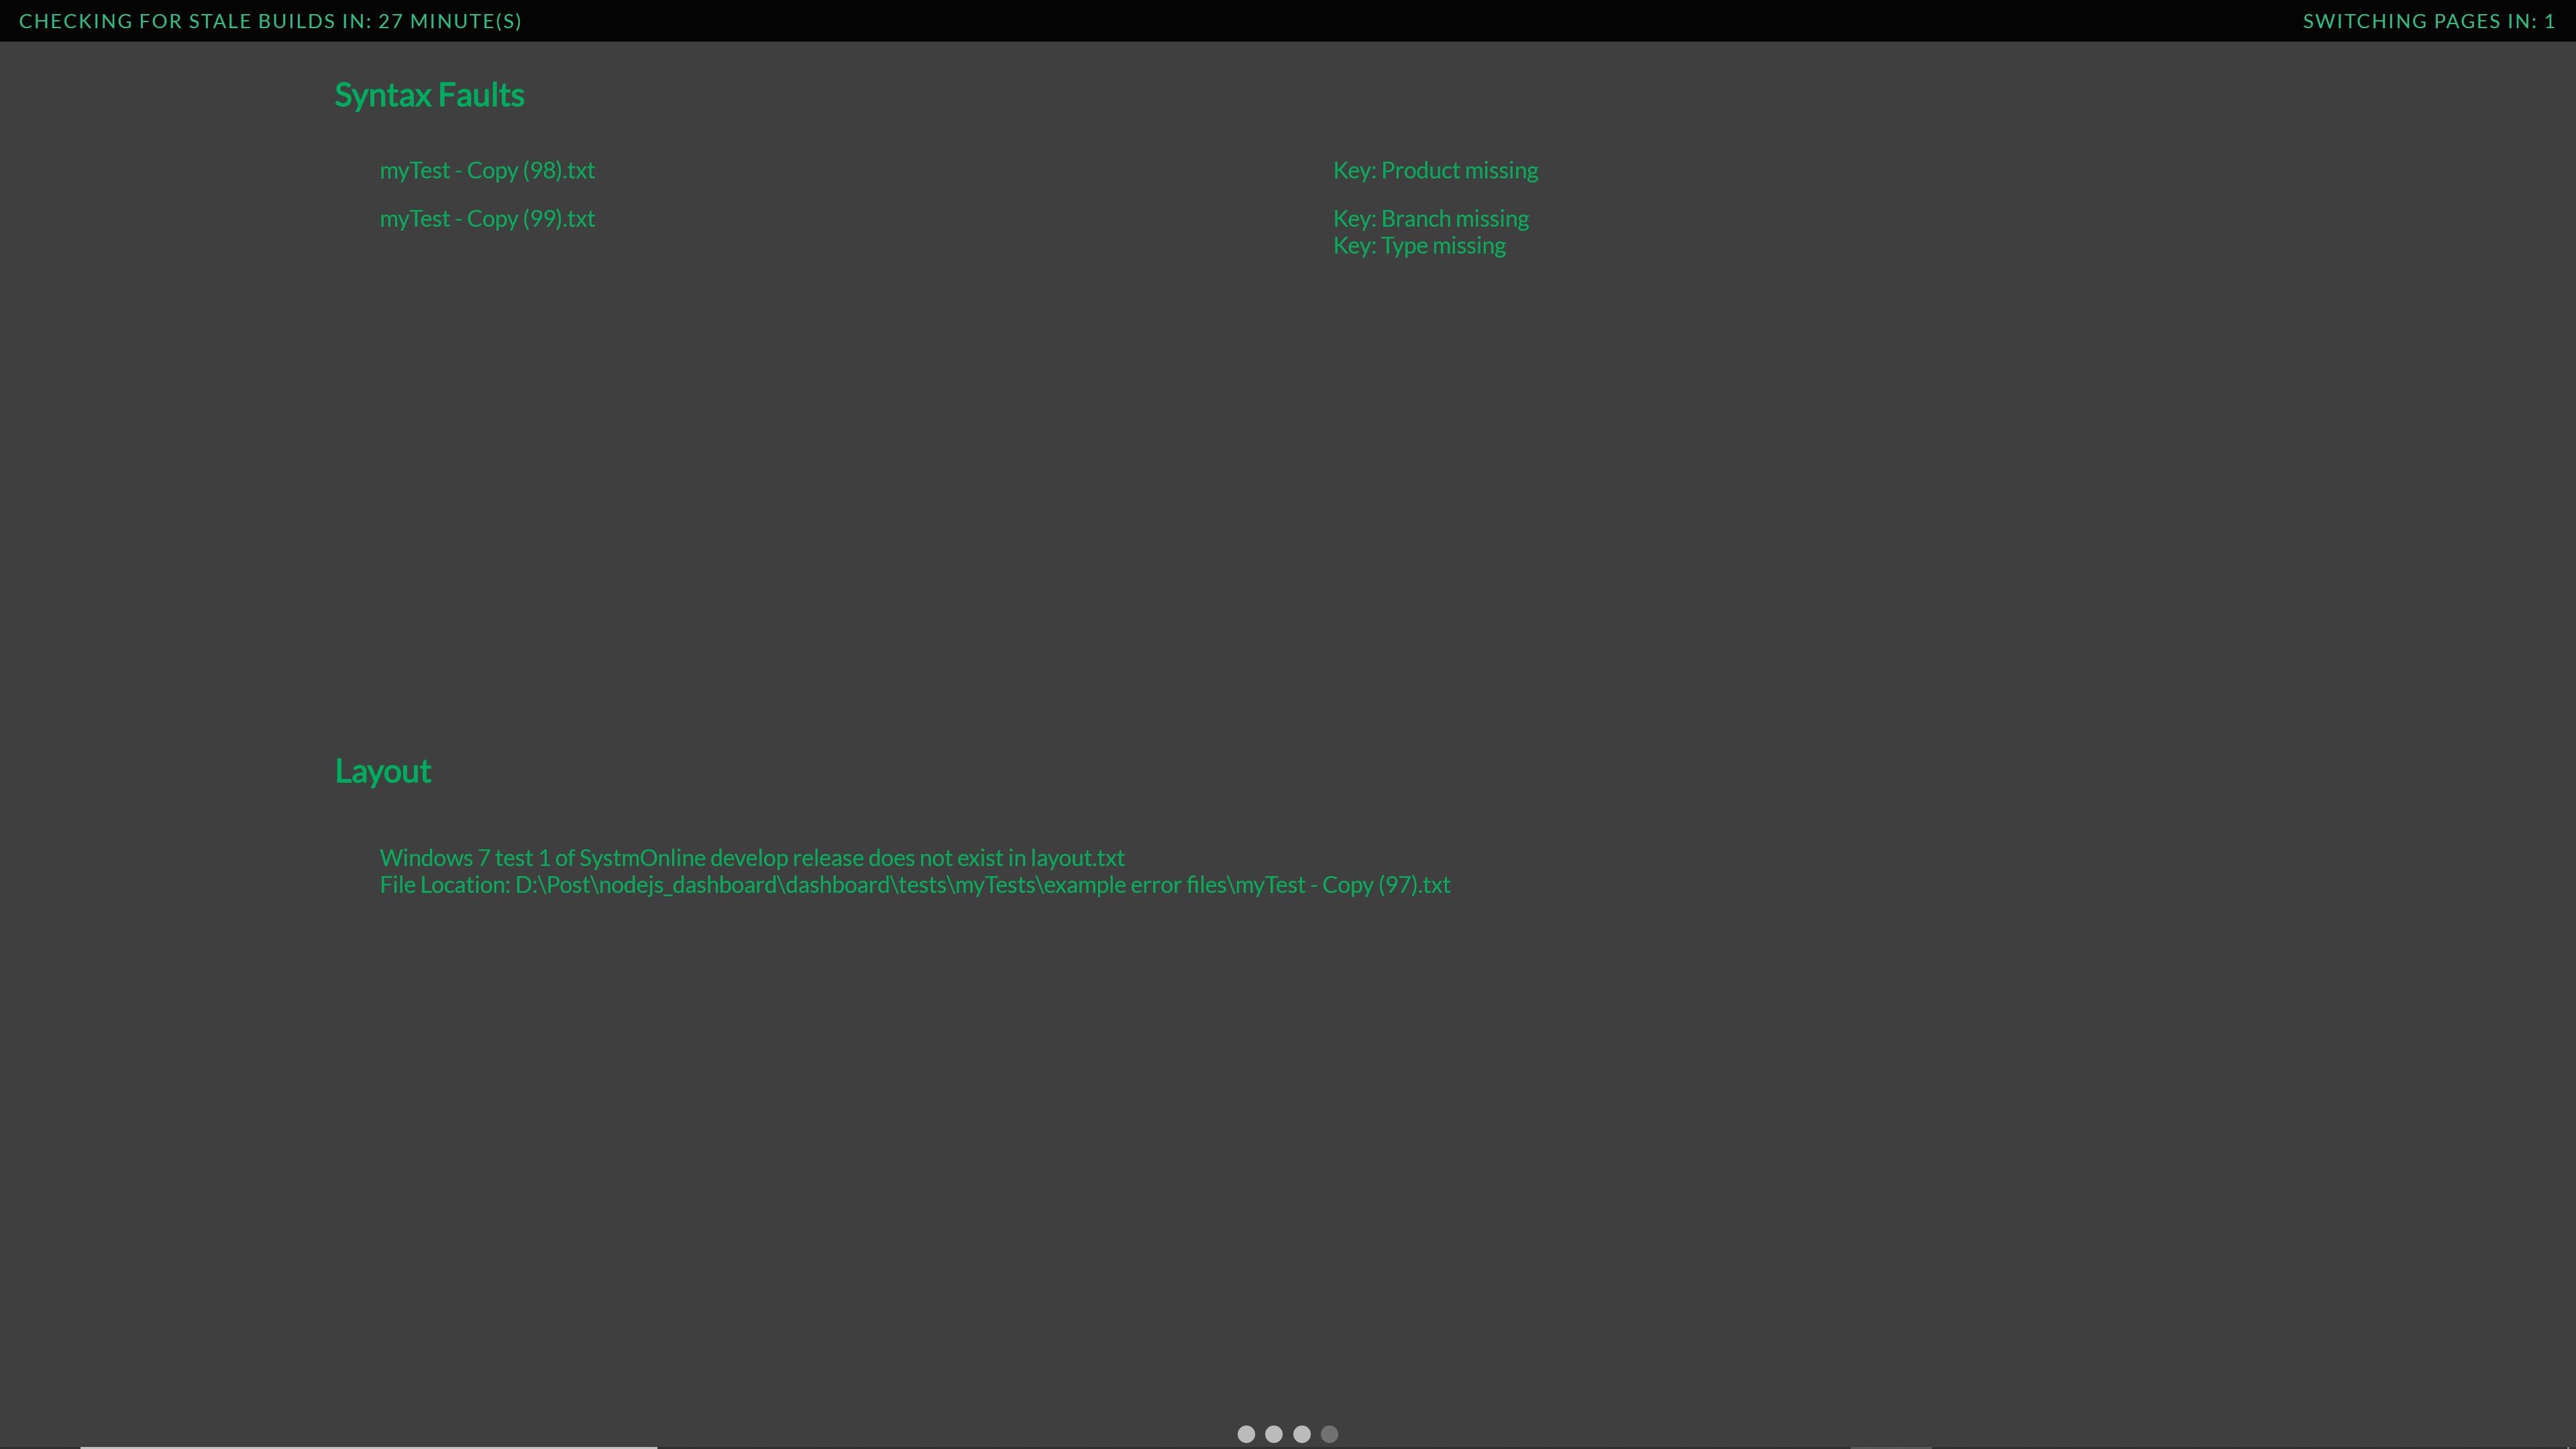 CHECKING FOR STALE BUILDS IN: 27 MINUTE(S)
SWITCHING PAGES IN: 1
Syntax Faults
myTest - Copy (98).txt
Key: Product missing
myTest - Copy (99).txt
Key: Branch missing
Key: Type missing
Layout
Windows 7 test 1 of SystmOnline develop release does not exist in layout.txt
File Location: D:\Post\nodejs_dashboard\dashboard\tests\myTests\example error files\myTest - Copy (97).txt